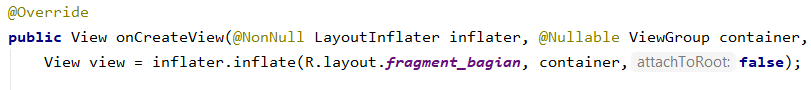 @Override
public View onCreateView(@NonNull LayoutInflater inflater, @Nullable ViewGroup container,
View view = inflater.inflate(R.layout.fragment_bagian, container, attachToRoot: false);